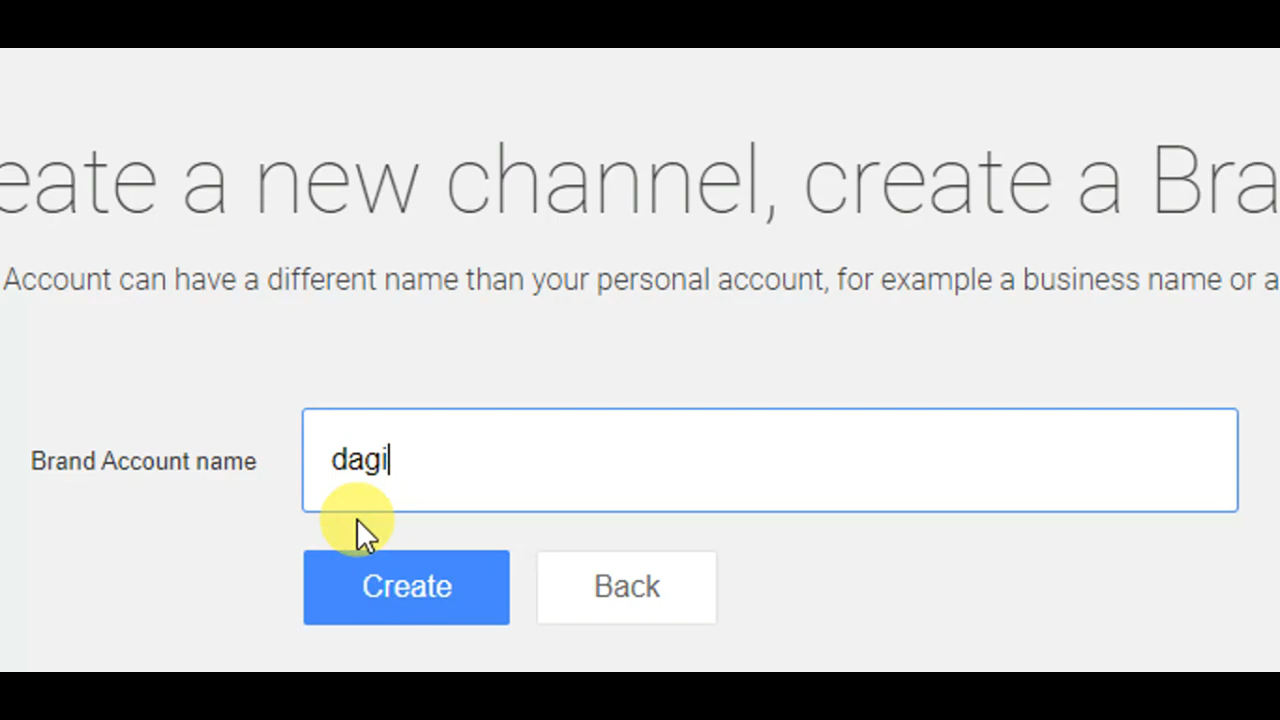 eate a new channel, create a Bra
Account can have a different name than your personal account, for example a business name or a
Brand Account name
dagi
Create
Back